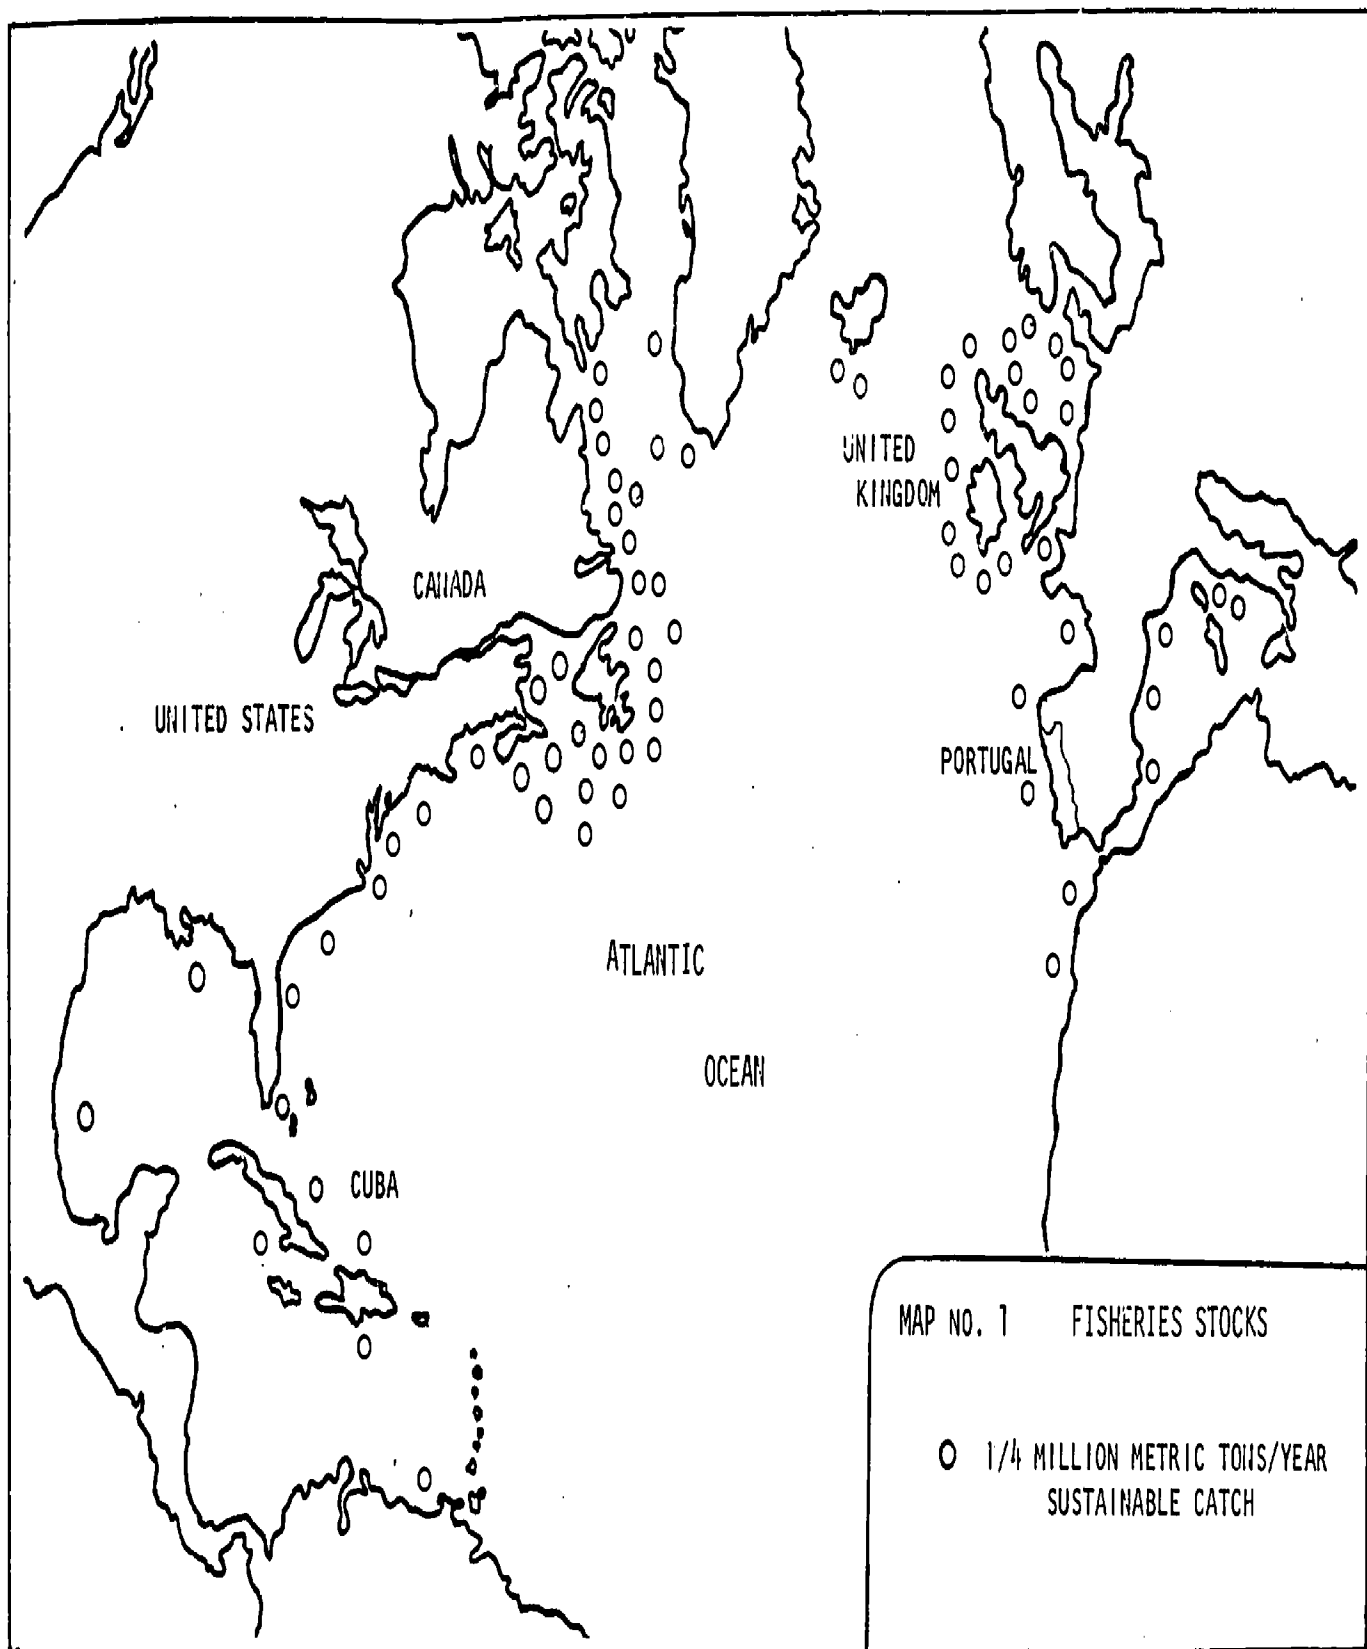 UNITED
KINGDOM
CANADA
UNITED STATES
PORTUGAL
ATLANTIC
OCEAN
CUBA
MAP NO. 1 FISHERIES STOCKS
O 1/4 MILLION METRIC TONS/YEAR
SUSTAINABLE CATCH